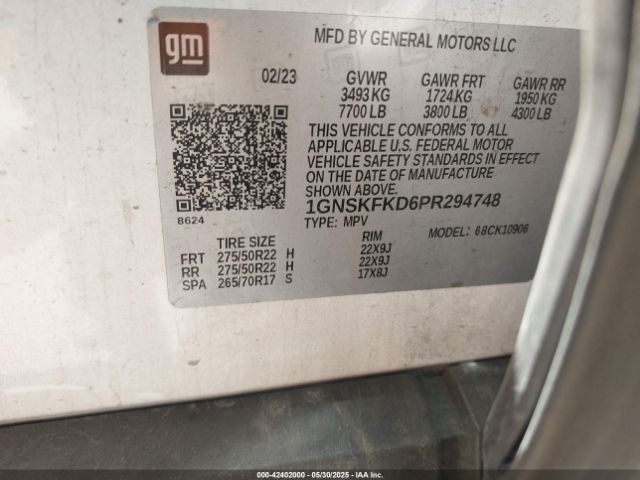 gm
MFD BY GENERAL MOTORS LLC
02/23 GVWR GAWR FRT GAWR RR
3493 KG 1724 KG 1950 KG
7700 LB 3800 LB 4300 LB
THIS VEHICLE CONFORMS TO ALL
APPLICABLE U.S. FEDERAL MOTOR
VEHICLE SAFETY STANDARDS IN EFFECT
ON THE DATE OF MANUFACTURE
SHOWN ABOVE.
8624
1GNSKFKD6PR294748
TYPE: MPV MODEL: 68CK10906
TIRE SIZE RIM
FRT 275/50R22 H 22X9J
RR 275/50R22 H 22X9J
SPA 265/70R17 S 17X8J
000-42402000 - 05/30/2025 - IAAI.COM